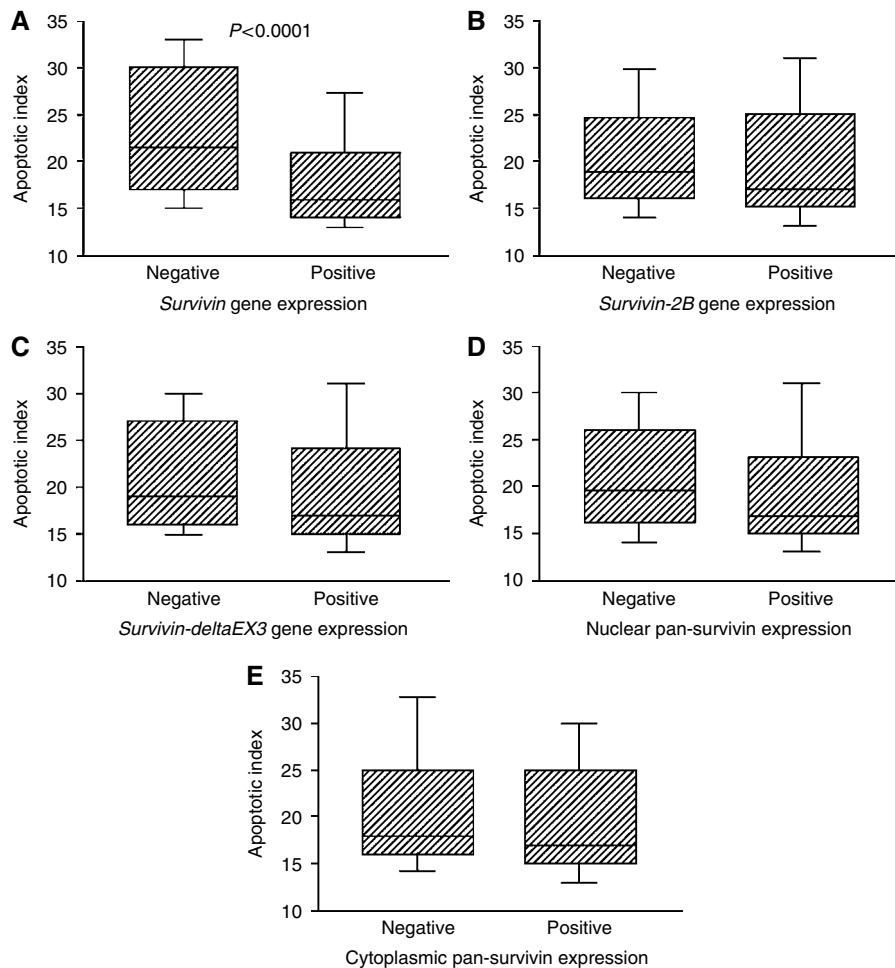 A
P<0.0001
Apoptotic index
35
30
25
20
15
10
Negative Positive
Survivin gene expression
B
Apoptotic index
35
30
25
20
15
10
Negative Positive
Survivin-2B gene expression
C
Apoptotic index
35
30
25
20
15
10
Negative Positive
Survivin-deltaEX3 gene expression
D
Apoptotic index
35
30
25
20
15
10
Negative Positive
Nuclear pan-survivin expression
E
Apoptotic index
35
30
25
20
15
10
Negative Positive
Cytoplasmic pan-survivin expression